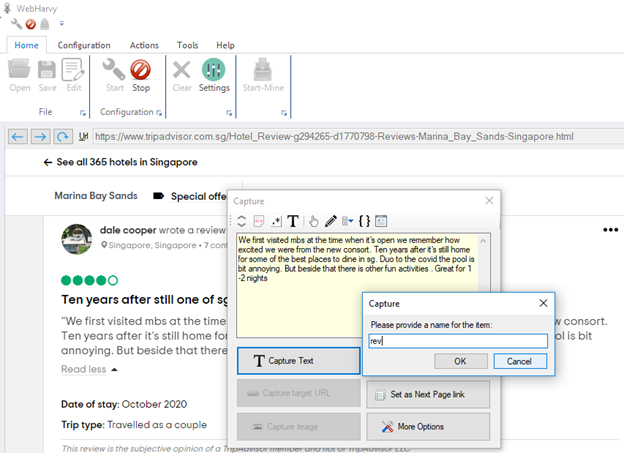 WebHarvy
Home Configuration Actions Tools Help
Open Save Edit Start Stop Clear Settings Start-Mine
File Configuration
Url https://www.tripadvisor.com.sg/Hotel_Review-g294265-d1770798-Reviews-Marina_Bay_Sands-Singapore.html
← See all 365 hotels in Singapore
Marina Bay Sands Special offe
dale cooper wrote a review
Singapore, Singapore • 7 cont
Ten years after still one of sg
"We first visited mbs at the time
Ten years after it's still home fo
annoying. But beside that there
Read less
Date of stay: October 2020
Trip type: Travelled as a couple
This review is the subjective opinion of a TripAdvisor member and not of TripAdvisor LLC
w consort.
ol is bit
Capture
T { }
We first visited mbs at the time when it's open we remember how
excited we were from the new consort. Ten years after it's still home
for some of the best places to dine in sg. Duo to the covid the pool is
bit annoying. But beside that there is other fun activities . Great for 1
-2 nights
T Capture Text
Capture target URL Set as Next Page link
Capture Image More Options
Capture
Please provide a name for the item:
rev
OK Cancel